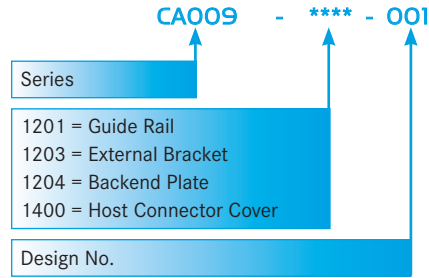 CA009 - **** - 001
Series
1201 = Guide Rail
1203 = External Bracket
1204 = Backend Plate
1400 = Host Connector Cover
Design No.